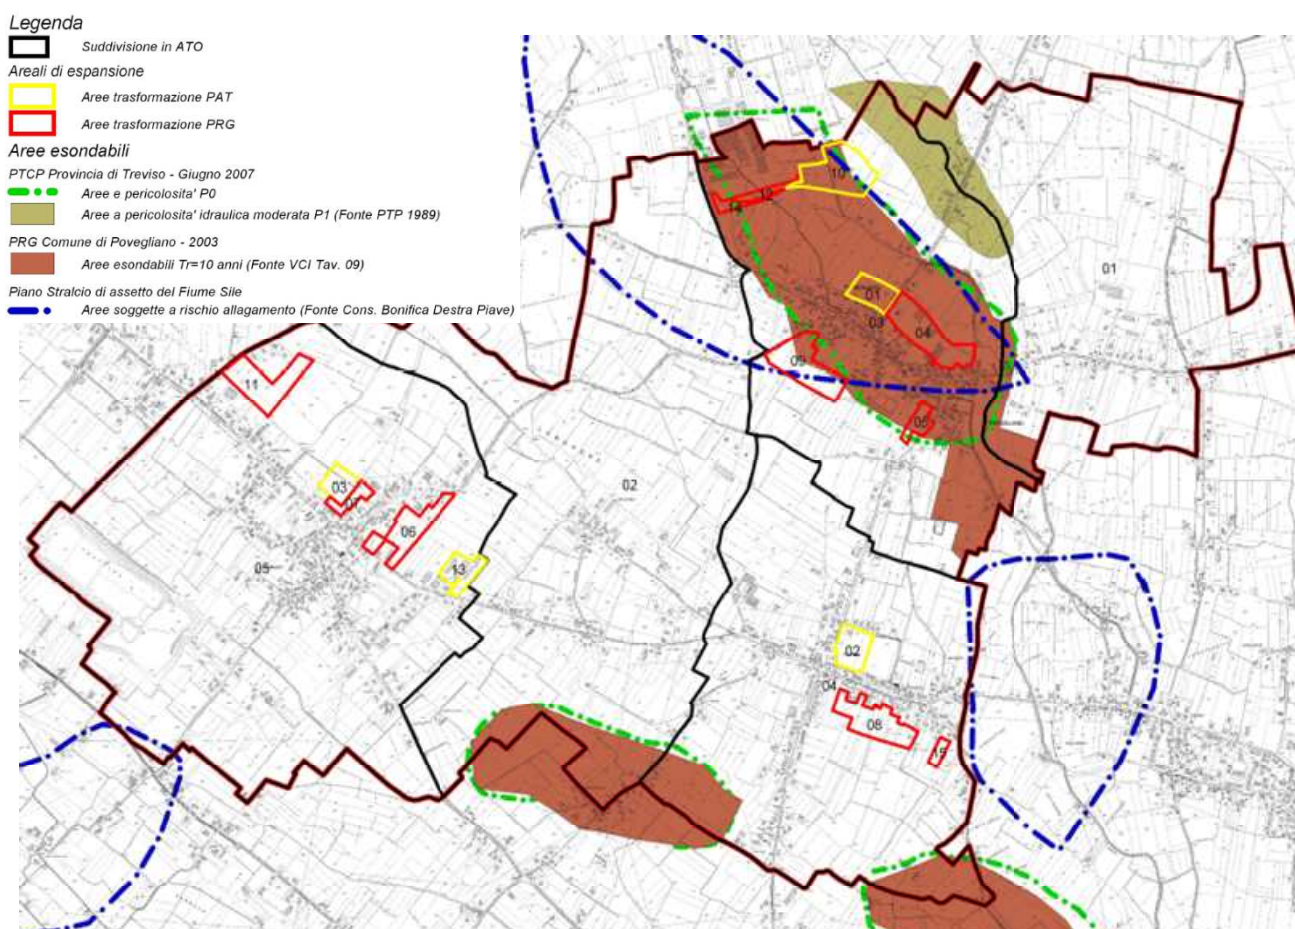 Legenda
Suddivisione in ATO
Areali di espansione
Aree trasformazione PAT
Aree trasformazione PRG
Aree esondabili
PTCP Provincia di Treviso - Giugno 2007
Aree e pericolosita' P0
Aree a pericolosita' idraulica moderata P1 (Fonte PTP 1989)
PRG Comune di Povegliano - 2003
Aree esondabili Tr=10 anni (Fonte VCI Tav. 09)
Piano Stralcio di assetto del Fiume Sile
Aree soggette a rischio allagamento (Fonte Cons. Bonifica Destra Piave)
10
12
14
01
01
03
04
09
11
05
03
07
02
06
05
13
02
04
08
15